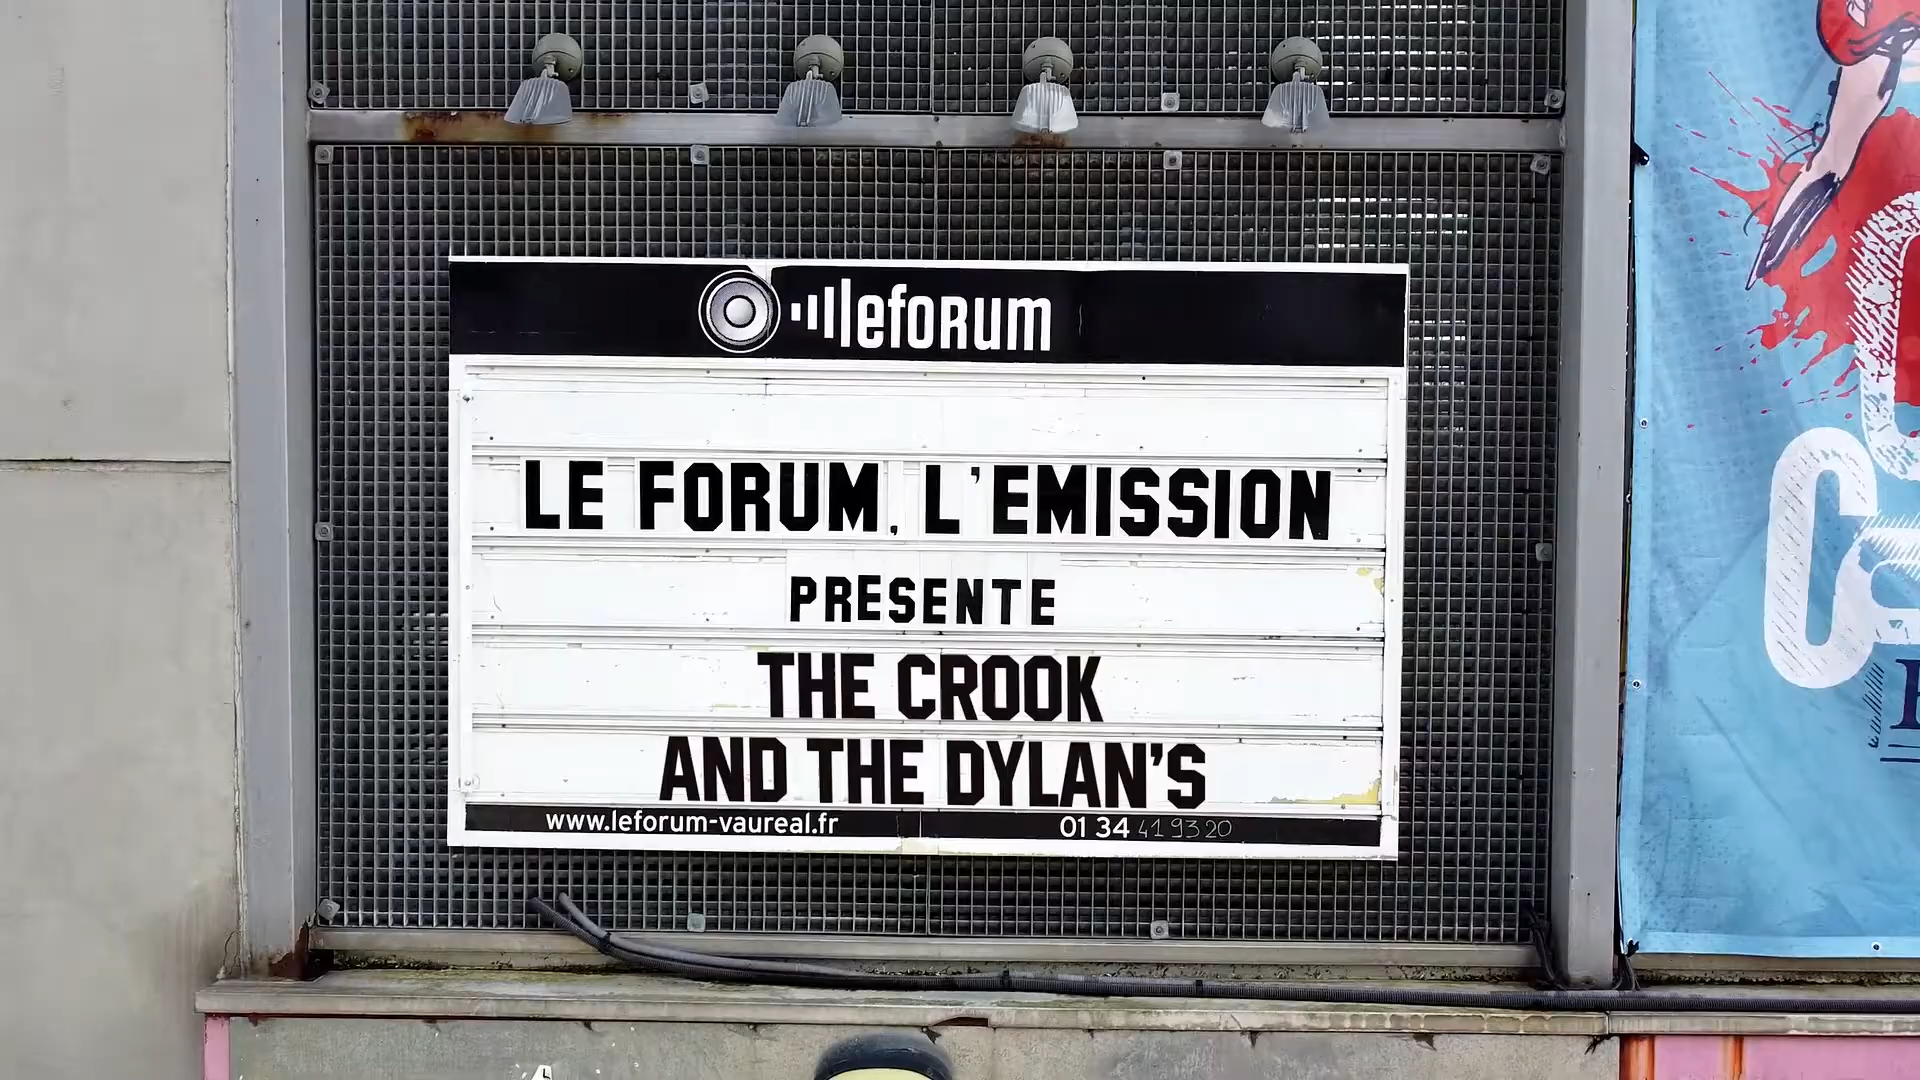 leforum
LE FORUM, L'EMISSION
PRESENTE
THE CROOK
AND THE DYLAN'S
www.leforum-vaureal.fr
01 34 41 93 20